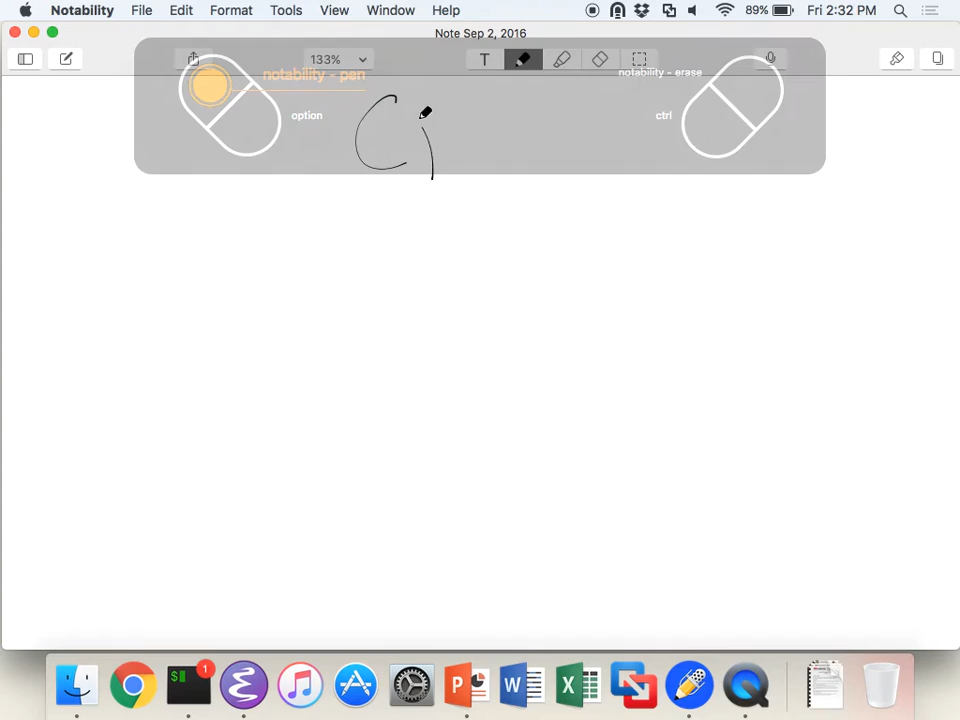 Notability File Edit Format Tools View Window Help 89% Fri 2:32 PM
Note Sep 2, 2016
133% T
notability - pen
notability - erase
option
ctrl
C
$ 1
P W X